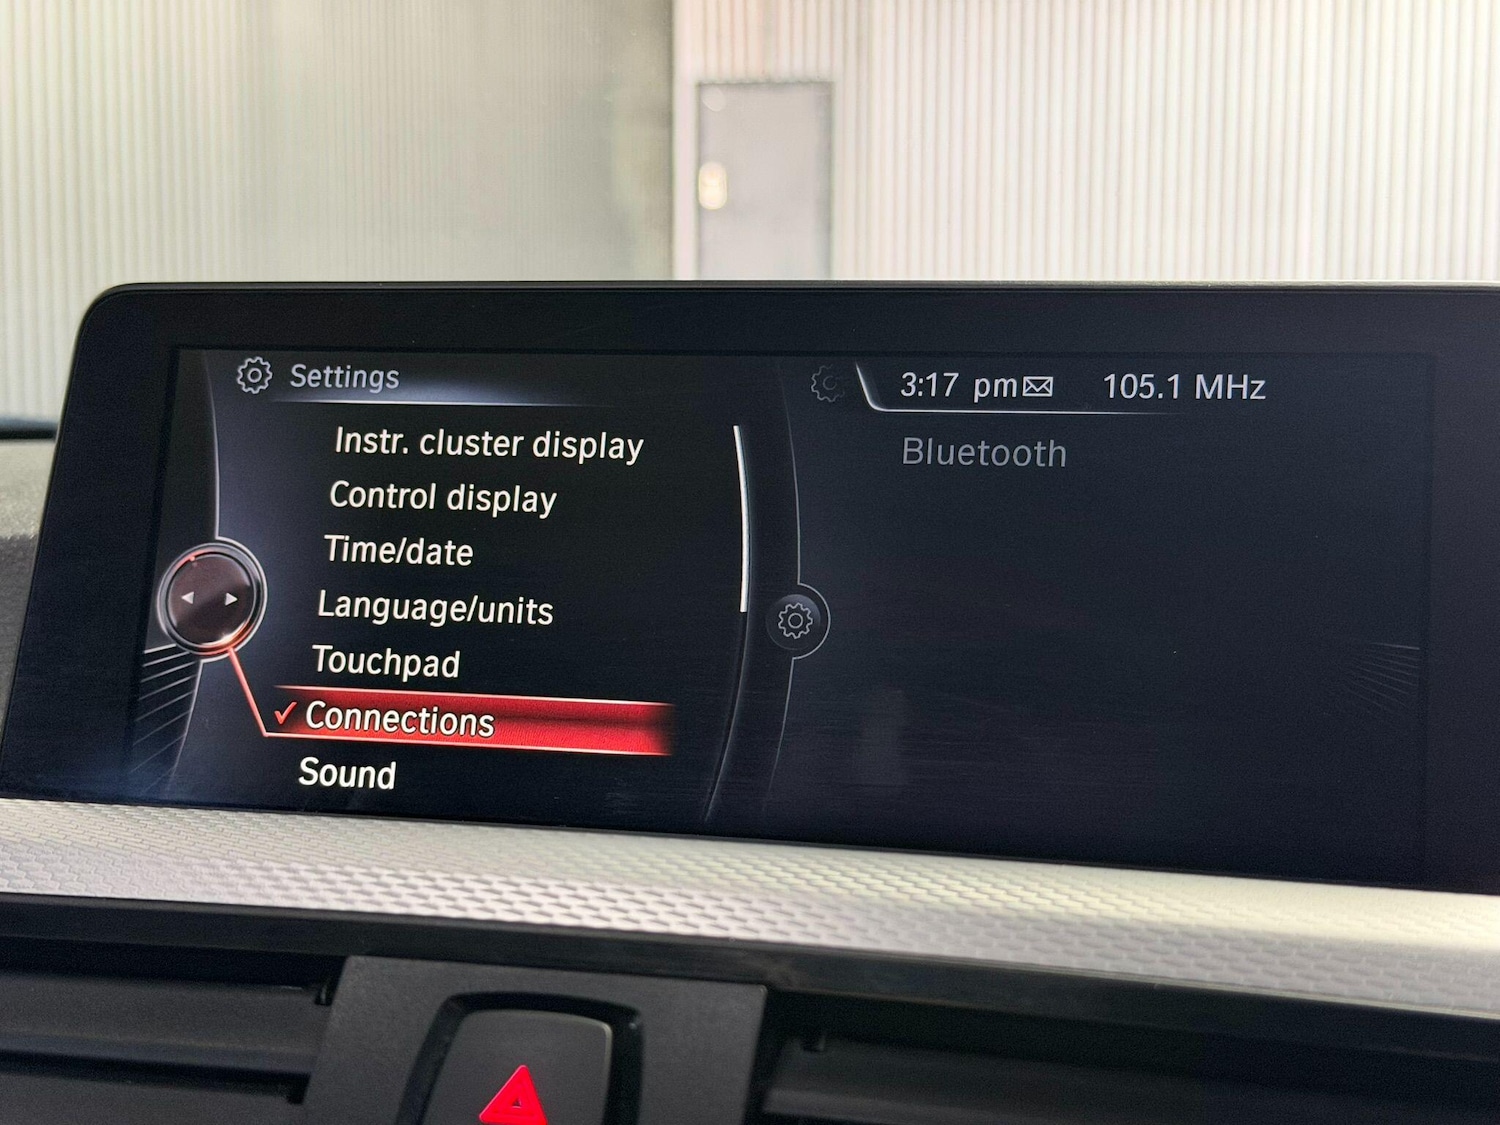 Settings
Instr. cluster display
Control display
Time/date
Language/units
Touchpad
Connections
Sound
3:17 pm 105.1 MHz
Bluetooth